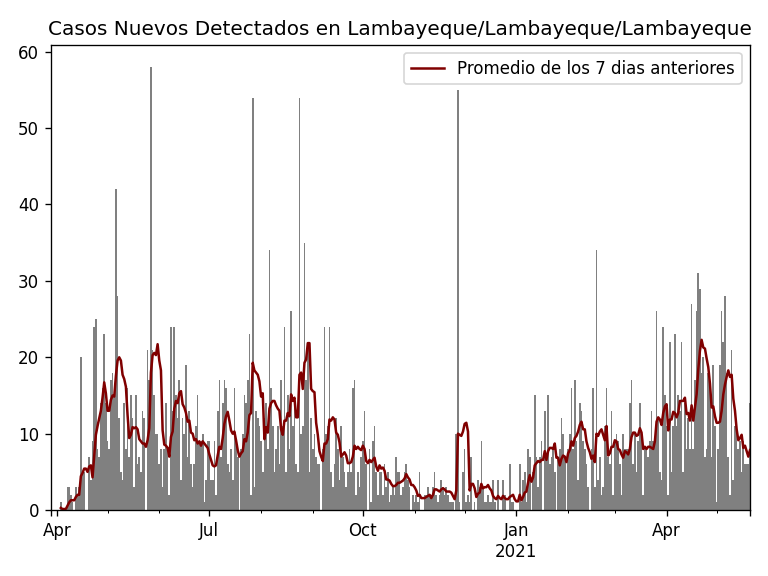 Casos Nuevos Detectados en Lambayeque/Lambayeque/Lambayeque
Promedio de los 7 dias anteriores
60
50
40
30
20
10
0
Apr Jul Oct Jan Apr
2021